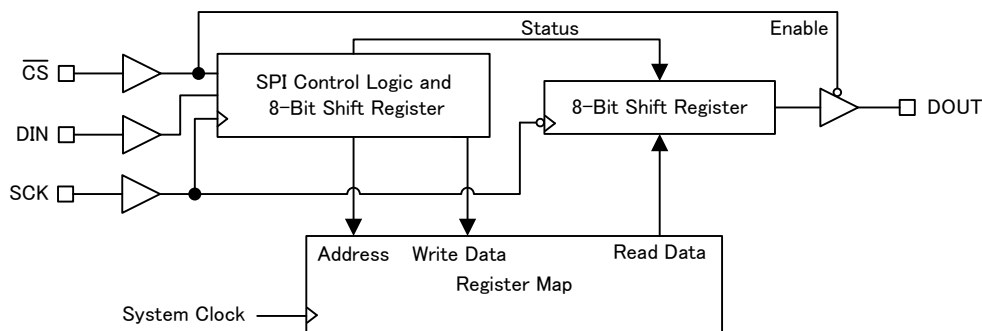 Status
Enable
CS
SPI Control Logic and
8-Bit Shift Register
8-Bit Shift Register
DOUT
DIN
SCK
Address
Write Data
Read Data
Register Map
System Clock